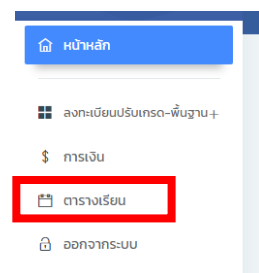 หน้าหลัก
ลงทะเบียนปรับเกรด-พื้นฐาน+
$ การเงิน
ตารางเรียน
ออกจากระบบ